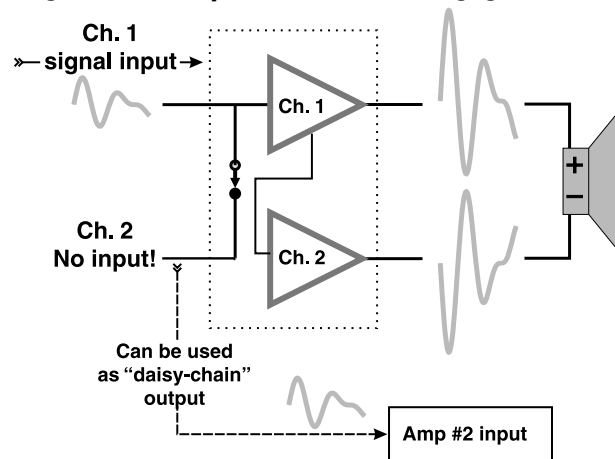 Ch. 1
signal input
Ch. 1
+
–
Ch. 2
No input!
Ch. 2
Can be used
as “daisy-chain”
output
Amp #2 input